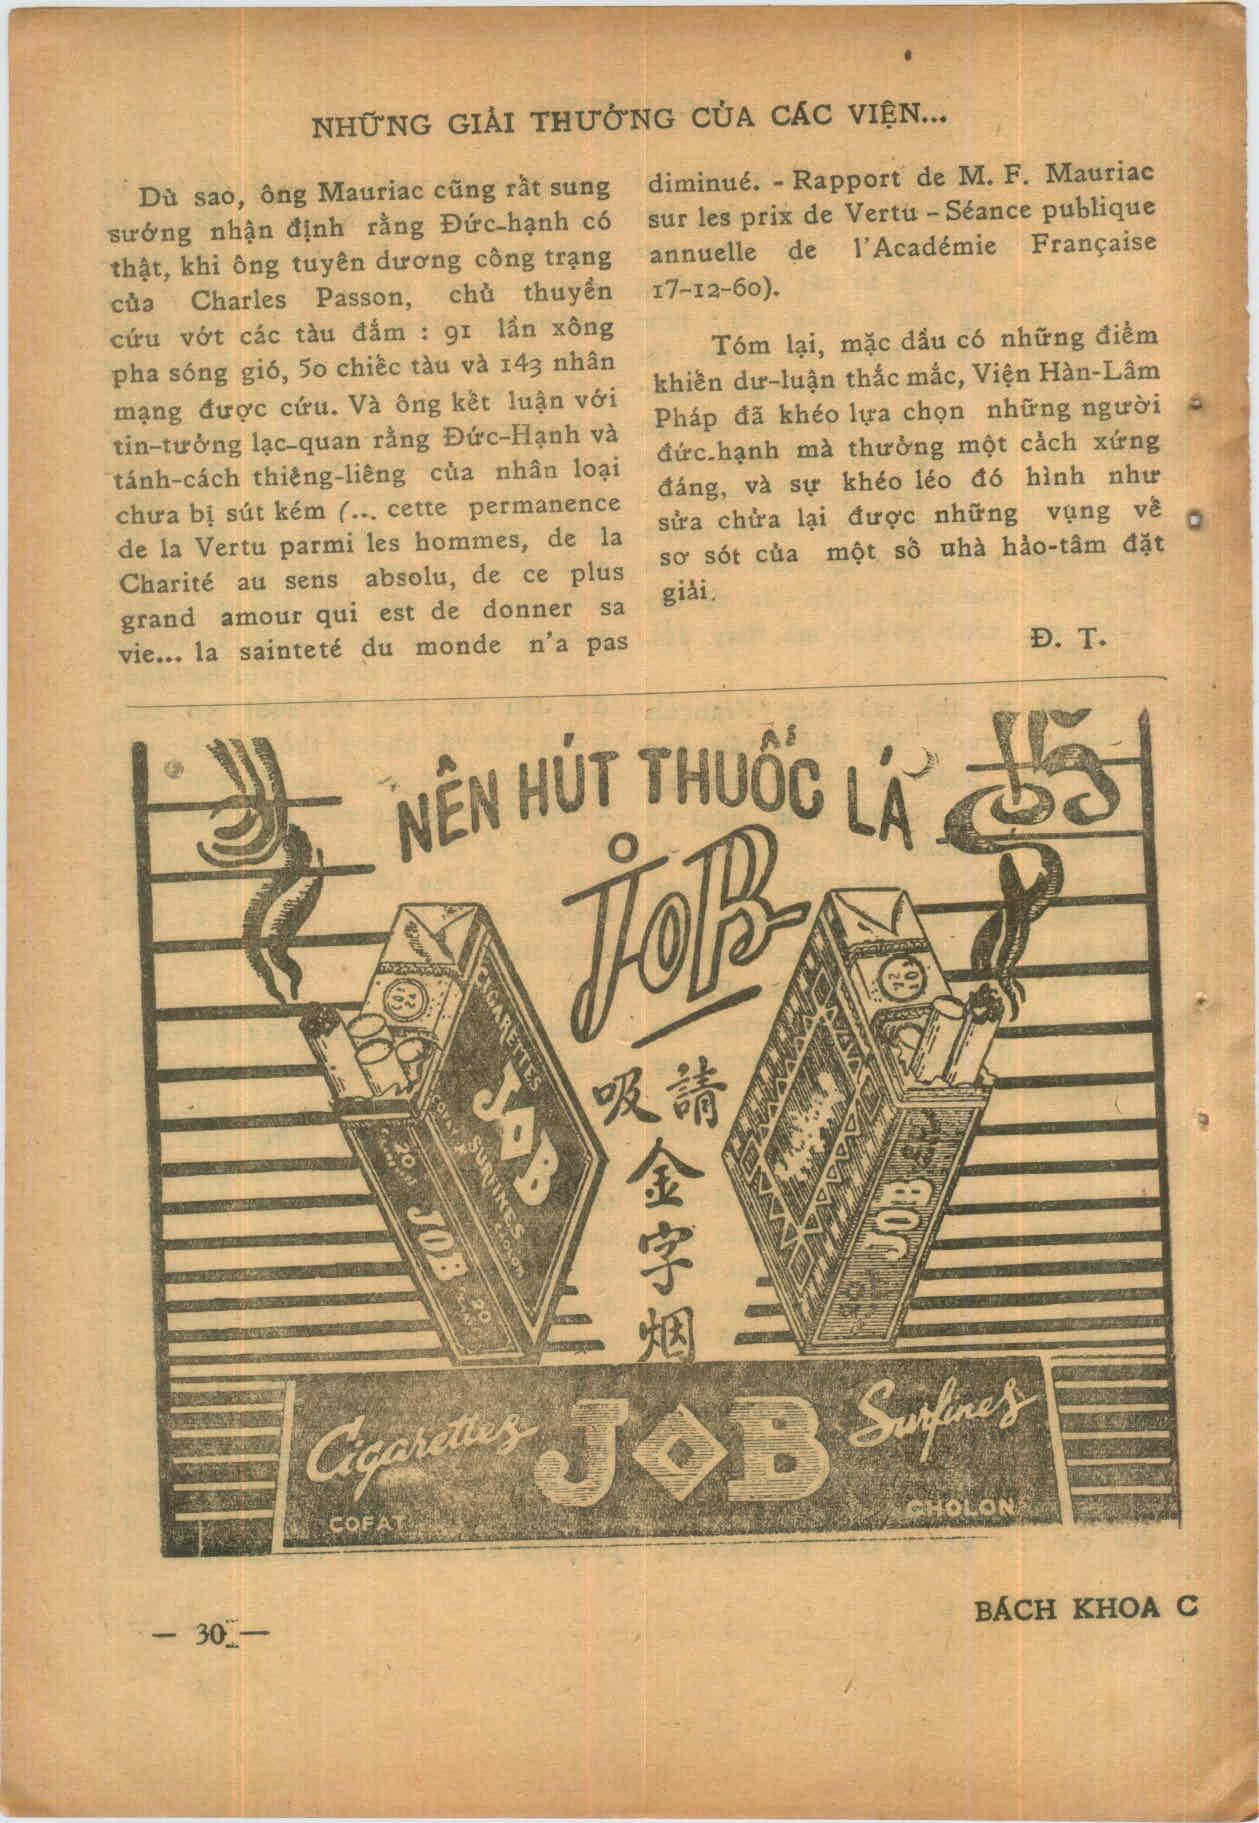 NHỮNG GIẢI THƯỞNG CỦA CÁC VIỆN...
Dù sao, ông Mauriac cũng rất sung
sướng nhận định rằng Đức-hạnh có
thật, khi ông tuyên dương công trạng
của Charles Passon, chủ thuyền
cứu vớt các tàu đắm : 91 lần xông
pha sóng gió, 50 chiếc tàu và 143 nhân
mạng được cứu. Và ông kết luận với
tin-tưởng lạc-quan rằng Đức-Hạnh và
tánh-cách thiêng-liêng của nhân loại
chưa bị sút kém (... cette permanence
de la Vertu parmi les hommes, de la
Charité au sens absolu, de ce plus
grand amour qui est de donner sa
vie... la sainteté du monde n'a pas
diminué. - Rapport de M. F. Mauriac
sur les prix de Vertu - Séance publique
annuelle de l'Académie Française
17-12-60).
Tóm lại, mặc dầu có những điểm
khiến dư-luận thắc mắc, Viện Hàn-Lâm
Pháp đã khéo lựa chọn những người
đức-hạnh mà thưởng một cách xứng
đáng, và sự khéo léo đó hình như
sửa chửa lại được những vụng về
sơ sót của một số nhà hảo-tâm đặt
giải.
Đ. T.
NÊN HÚT THUỐC LÁ
JOB
請吸
金
字
烟
CIGARETTES
JOB
SURFINES
20
JOB
20
JOB
Cigarettes JOB Surfines
COFAT CHOLON
— 30 —
BÁCH KHOA C